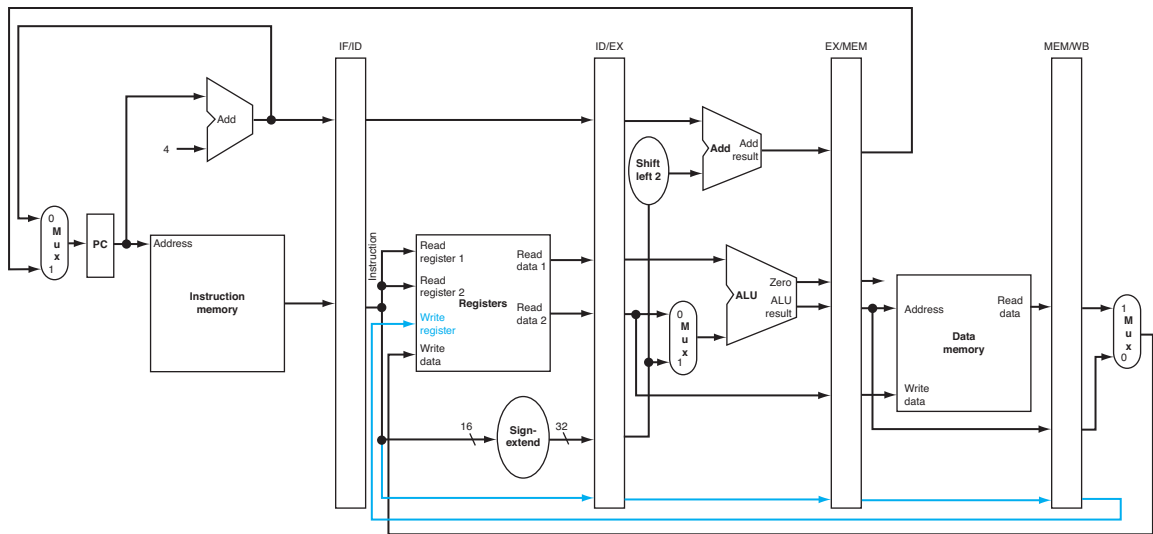 IF/ID
ID/EX
EX/MEM
MEM/WB
Add
4
Shift
left 2
Add
Add
result
0
M
u
x
1
PC
Address
Instruction
memory
Instruction
Read
register 1
Read
register 2
Registers
Write
register
Write
data
Read
data 1
Read
data 2
0
M
u
x
1
ALU
Zero
ALU
result
Address
Read
data
Data
memory
Write
data
1
M
u
x
0
16
Sign-
extend
32